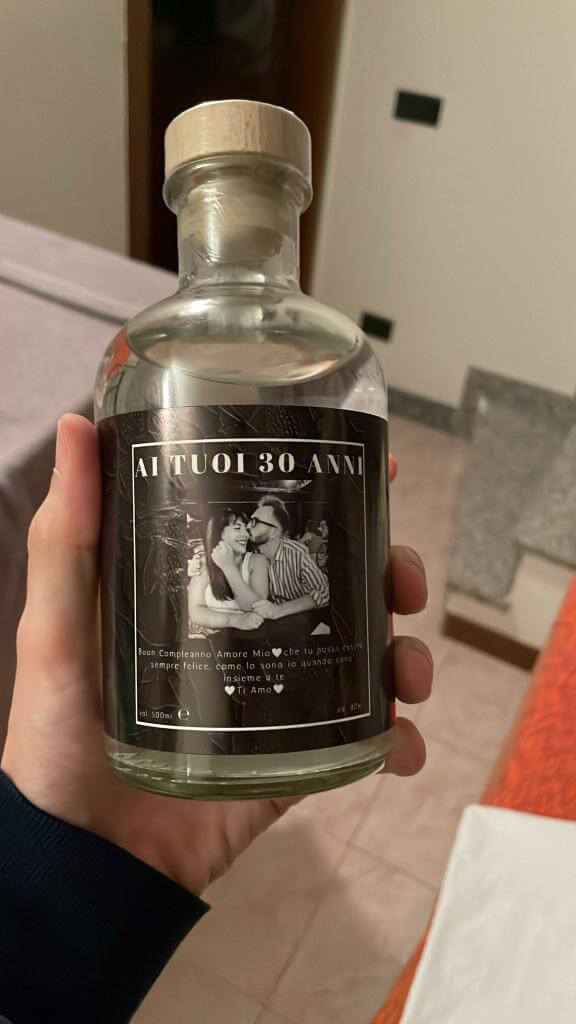 AI TUOI 30 ANNI
Buon Compleanno Amore Mio🤍che tu possa essere
sempre felice, come lo sono io quando sono
insieme a te
🤍Ti Amo🤍
vol 500ml ℮
alc